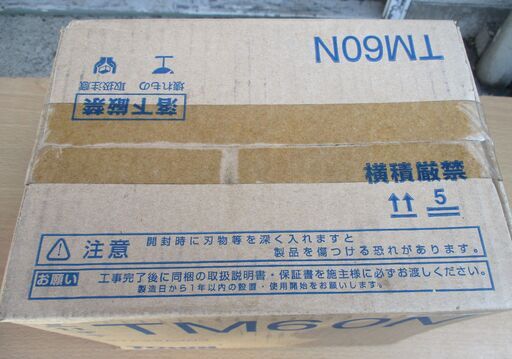 TM60N
壊れもの
取扱注意
落下厳禁
横積厳禁
5
注意
開封時に刃物等を深く入れますと
製品を傷つける恐れがあります。
お願い
工事完了後に同梱の取扱説明書・保証書を施主様に必ずお渡しください。
製造日から1年以内の設置・使用開始をお願いします。
TM60N